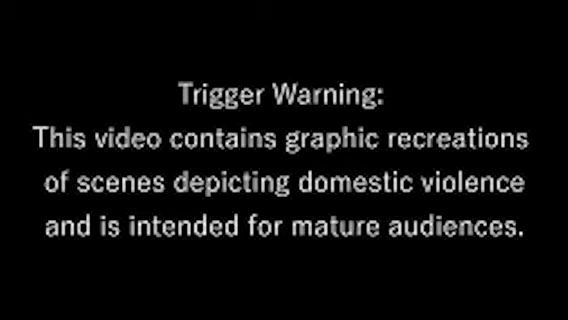 Trigger Warning:
This video contains graphic recreations
of scenes depicting domestic violence
and is intended for mature audiences.